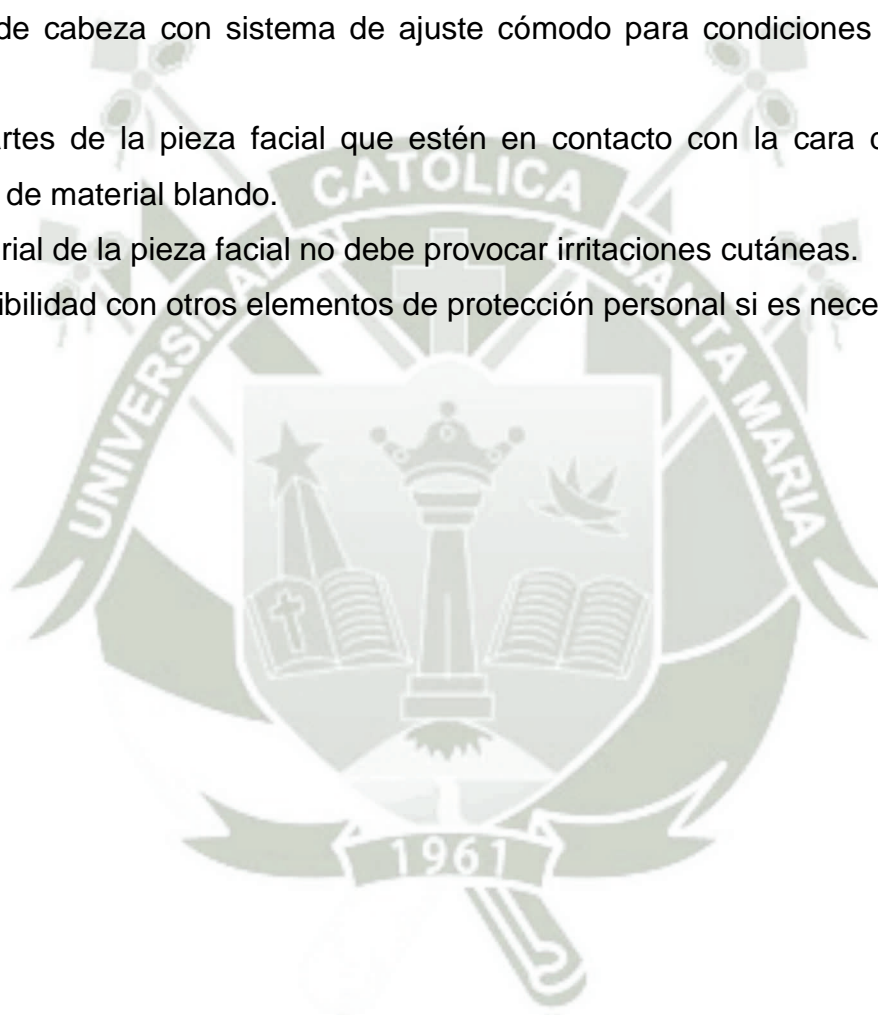 de cabeza con sistema de ajuste cómodo para condiciones
rtes de la pieza facial que estén en contacto con la cara
de material blando.
rial de la pieza facial no debe provocar irritaciones cutáneas.
ibilidad con otros elementos de protección personal si es nece
UNIVERSIDAD CATOLICA SANTA MARIA
1961